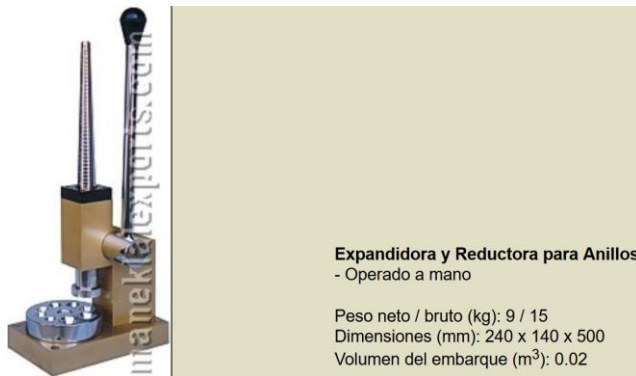 maneklalexports.com
Expandidora y Reductora para Anillos
- Operado a mano
Peso neto / bruto (kg): 9 / 15
Dimensiones (mm): 240 x 140 x 500
Volumen del embarque (m³): 0.02